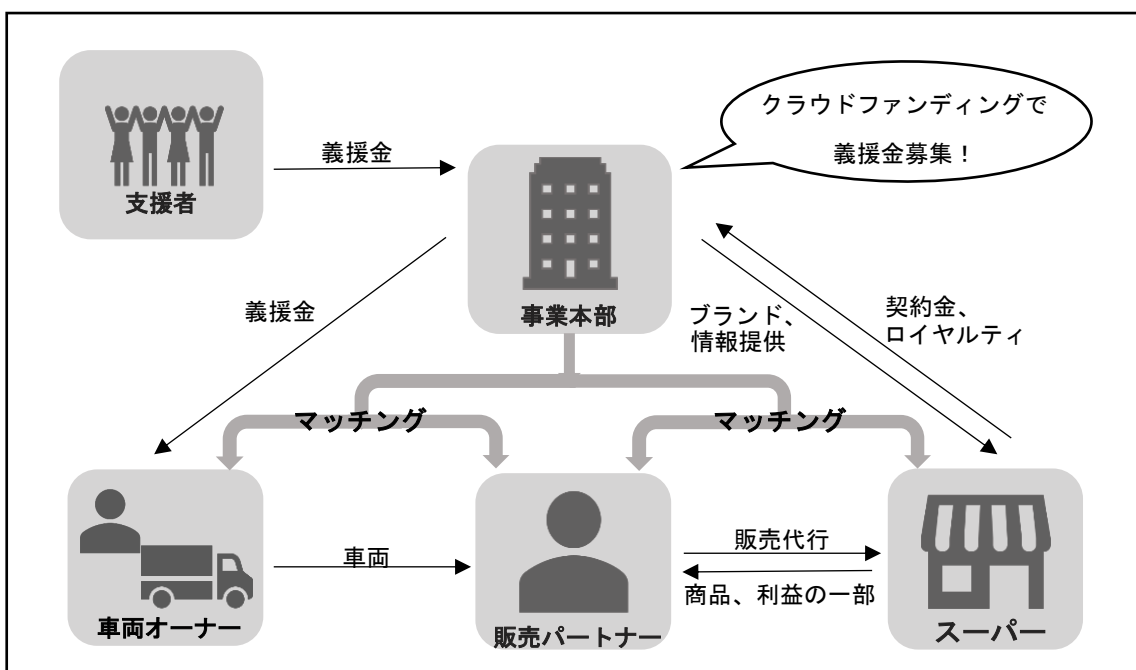 クラウドファンディングで
義援金募集！
義援金
支援者
事業本部
義援金
ブランド、
情報提供
契約金、
ロイヤルティ
マッチング
マッチング
車両
販売代行
商品、利益の一部
車両オーナー
販売パートナー
スーパー